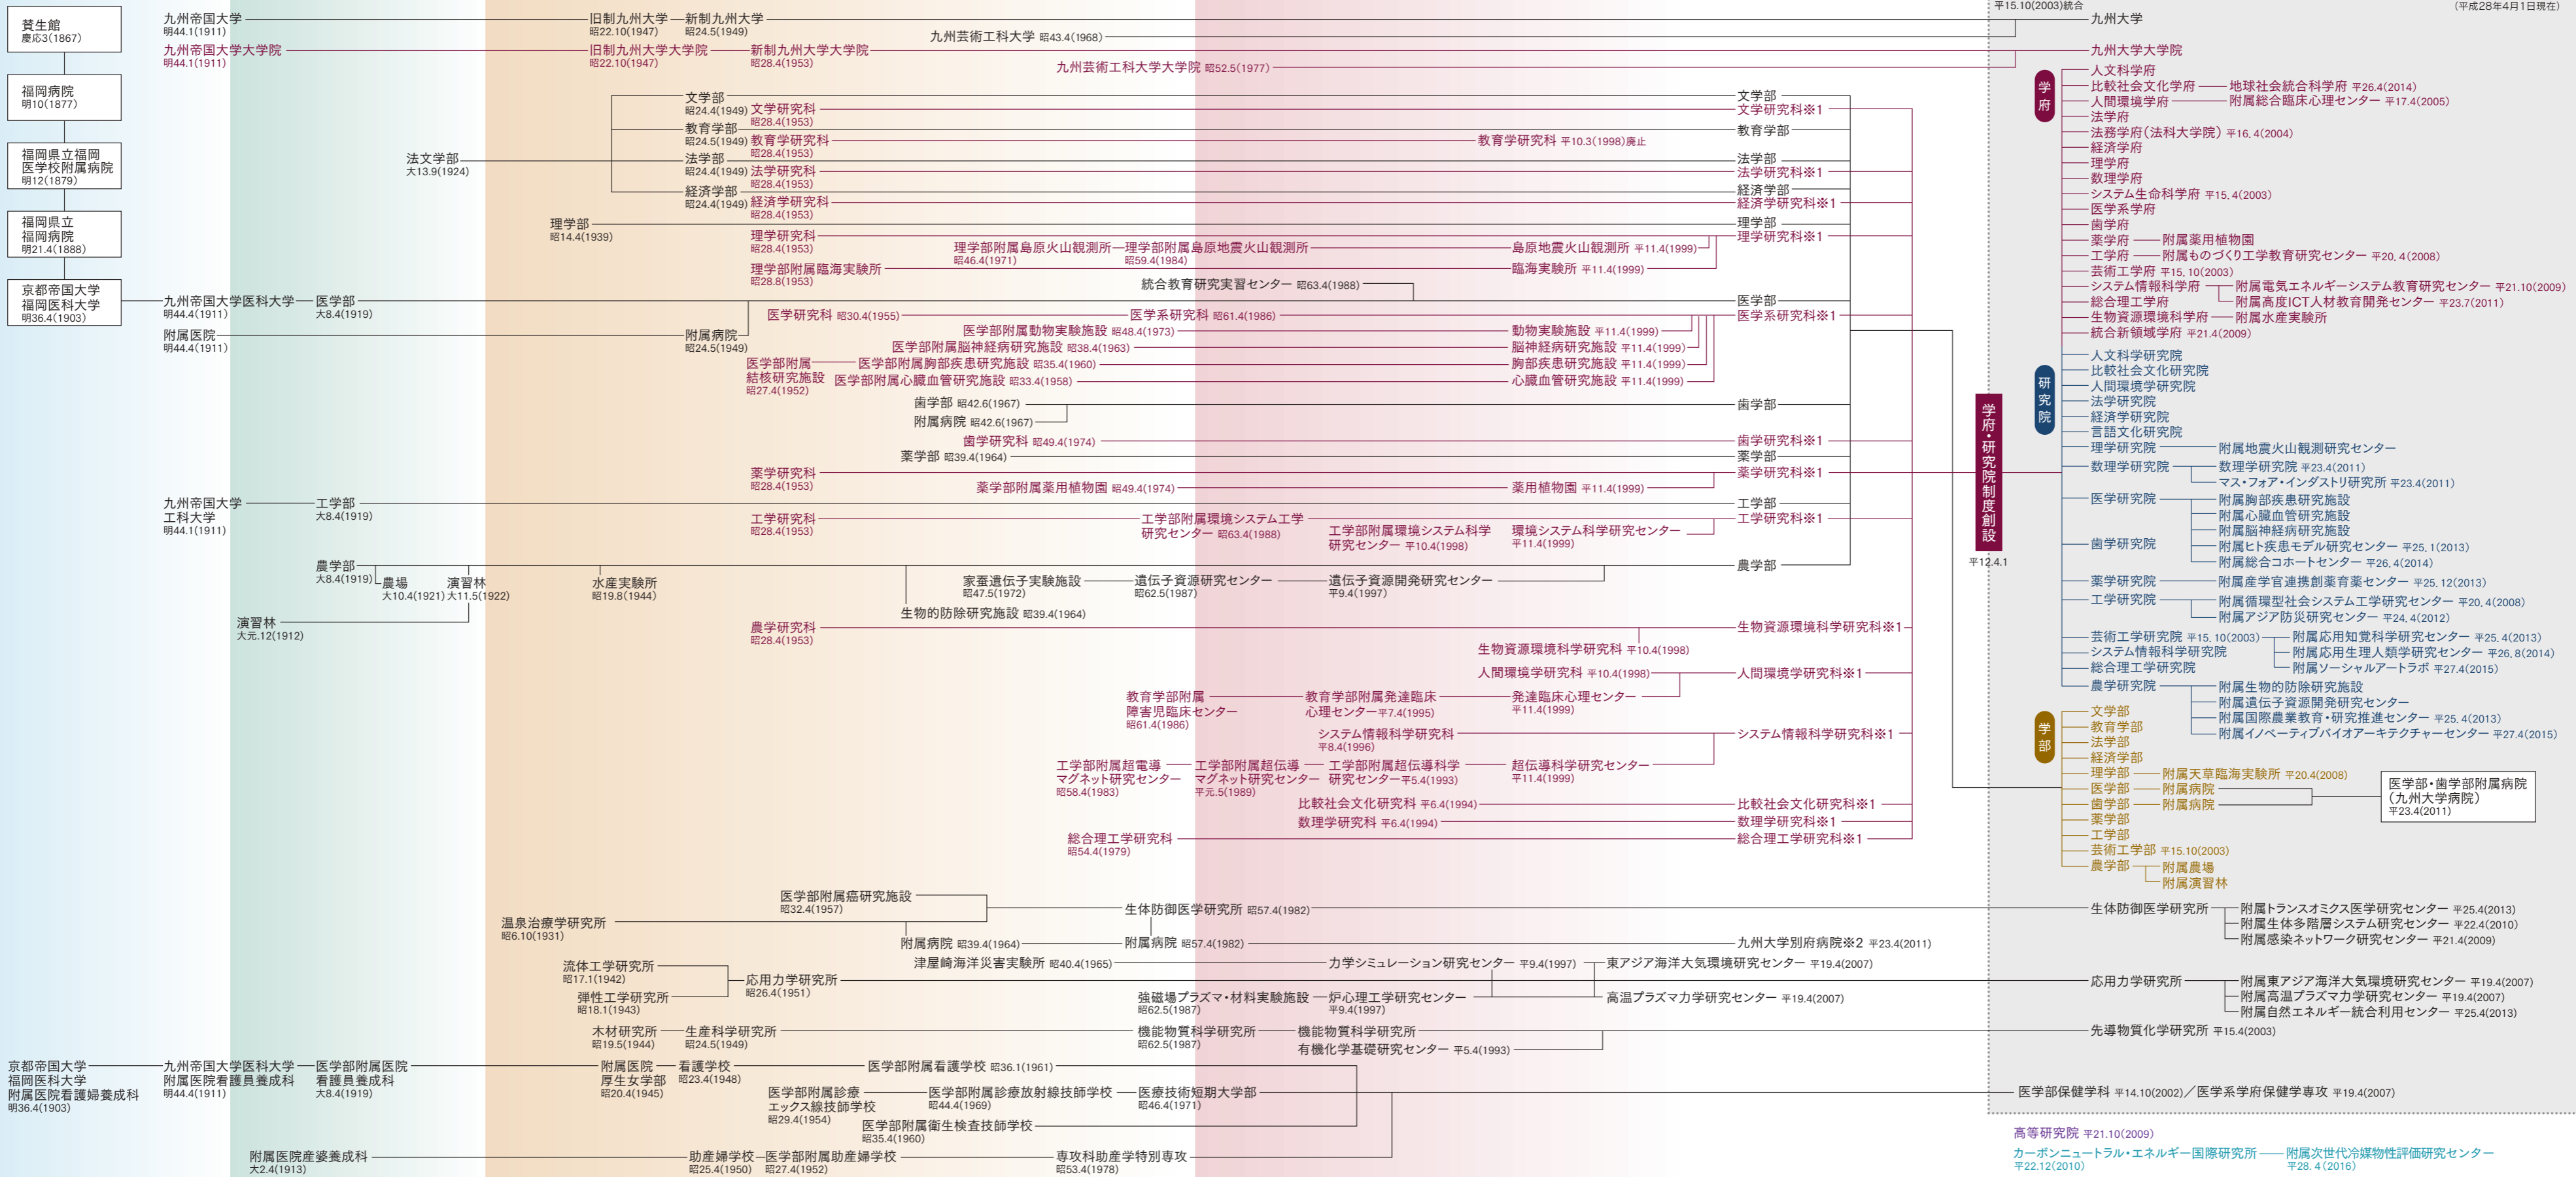 平15.10(2003)統合
(平成28年4月1日現在)
賛生館
慶応3(1867)
福岡病院
明10(1877)
福岡県立福岡
医学校附属病院
明12(1879)
福岡県立
福岡病院
明21.4(1888)
京都帝国大学
福岡医科大学
明36.4(1903)
九州帝国大学
明44.1(1911)
旧制九州大学
昭22.10(1947)
新制九州大学
昭24.5(1949)
九州芸術工科大学 昭43.4(1968)
九州大学
九州帝国大学大学院
明44.1(1911)
旧制九州大学大学院
昭22.10(1947)
新制九州大学大学院
昭28.4(1953)
九州芸術工科大学大学院 昭52.5(1977)
九州大学大学院
法文学部
大13.9(1924)
文学部
昭24.4(1949)
文学研究科
昭28.4(1953)
文学部
文学研究科※1
教育学部
昭24.5(1949)
教育学研究科
昭28.4(1953)
教育学研究科 平10.3(1998)廃止
教育学部
法学部
昭24.4(1949)
法学研究科
昭28.4(1953)
法学部
法学研究科※1
経済学部
昭24.4(1949)
経済学研究科
昭28.4(1953)
経済学部
経済学研究科※1
理学部
昭14.4(1939)
理学部
理学研究科
昭28.4(1953)
理学研究科※1
理学部附属島原火山観測所
昭46.4(1971)
理学部附属島原地震火山観測所
昭59.4(1984)
島原地震火山観測所 平11.4(1999)
理学部附属臨海実験所
昭28.8(1953)
臨海実験所 平11.4(1999)
統合教育研究実習センター 昭63.4(1988)
九州帝国大学医科大学
明44.4(1911)
医学部
大8.4(1919)
医学部
附属医院
明44.4(1911)
附属病院
昭24.5(1949)
医学研究科 昭30.4(1955)
医学系研究科 昭61.4(1986)
医学系研究科※1
医学部附属動物実験施設 昭48.4(1973)
動物実験施設 平11.4(1999)
医学部附属脳神経病研究施設 昭38.4(1963)
脳神経病研究施設 平11.4(1999)
医学部附属
結核研究施設
昭27.4(1952)
医学部附属胸部疾患研究施設 昭35.4(1960)
胸部疾患研究施設 平11.4(1999)
医学部附属心臓血管研究施設 昭33.4(1958)
心臓血管研究施設 平11.4(1999)
歯学部 昭42.6(1967)
歯学部
附属病院 昭42.6(1967)
歯学研究科 昭49.4(1974)
歯学研究科※1
薬学部 昭39.4(1964)
薬学部
薬学研究科
昭28.4(1953)
薬学研究科※1
薬学部附属薬用植物園 昭49.4(1974)
薬用植物園 平11.4(1999)
九州帝国大学
工科大学
明44.1(1911)
工学部
大8.4(1919)
工学部
工学研究科
昭28.4(1953)
工学部附属環境システム工学
研究センター 昭63.4(1988)
工学部附属環境システム科学
研究センター 平10.4(1998)
環境システム科学研究センター
平11.4(1999)
工学研究科※1
農学部
大8.4(1919)
農場
大10.4(1921)
演習林
大11.5(1922)
水産実験所
昭19.8(1944)
農学部
家蚕遺伝子実験施設
昭47.5(1972)
遺伝子資源研究センター
昭62.5(1987)
遺伝子資源開発研究センター
平9.4(1997)
生物的防除研究施設 昭39.4(1964)
演習林
大元.12(1912)
農学研究科
昭28.4(1953)
生物資源環境科学研究科※1
生物資源環境科学研究科 平10.4(1998)
人間環境学研究科 平10.4(1998)
人間環境学研究科※1
教育学部附属
障害児臨床センター
昭61.4(1986)
教育学部附属発達臨床
心理センター平7.4(1995)
発達臨床心理センター
平11.4(1999)
システム情報科学研究科
平8.4(1996)
システム情報科学研究科※1
工学部附属超電導
マグネット研究センター
昭58.4(1983)
工学部附属超伝導
マグネット研究センター
平元.5(1989)
工学部附属超伝導科学
研究センター平5.4(1993)
超伝導科学研究センター
平11.4(1999)
比較社会文化研究科 平6.4(1994)
比較社会文化研究科※1
数理学研究科 平6.4(1994)
数理学研究科※1
総合理工学研究科
昭54.4(1979)
総合理工学研究科※1
学府・研究院制度創設
平12.4.1
学府
人文科学府
比較社会文化学府
地球社会統合科学府 平26.4(2014)
人間環境学府
附属総合臨床心理センター 平17.4(2005)
法学府
法務学府(法科大学院) 平16.4(2004)
経済学府
理学府
数理学府
システム生命科学府 平15.4(2003)
医学系学府
歯学府
薬学府
附属薬用植物園
工学府
附属ものづくり工学教育研究センター 平20.4(2008)
芸術工学府 平15.10(2003)
システム情報科学府
附属電気エネルギーシステム教育研究センター 平21.10(2009)
附属高度ICT人材教育開発センター 平23.7(2011)
総合理工学府
生物資源環境科学府
附属水産実験所
統合新領域学府 平21.4(2009)
研究院
人文科学研究院
比較社会文化研究院
人間環境学研究院
法学研究院
経済学研究院
言語文化研究院
理学研究院
附属地震火山観測研究センター
数理学研究院
数理学研究院 平23.4(2011)
マス・フォア・インダストリ研究所 平23.4(2011)
医学研究院
附属胸部疾患研究施設
附属心臓血管研究施設
附属脳神経病研究施設
附属ヒト疾患モデル研究センター 平25.1(2013)
附属総合コホートセンター 平26.4(2014)
歯学研究院
薬学研究院
附属産学官連携創薬育薬センター 平25.12(2013)
工学研究院
附属循環型社会システム工学研究センター 平20.4(2008)
附属アジア防災研究センター 平24.4(2012)
芸術工学研究院 平15.10(2003)
附属応用知覚科学研究センター 平25.4(2013)
附属応用生理人類学研究センター 平26.8(2014)
附属ソーシャルアートラボ 平27.4(2015)
システム情報科学研究院
総合理工学研究院
農学研究院
附属生物的防除研究施設
附属遺伝子資源開発研究センター
附属国際農業教育・研究推進センター 平25.4(2013)
附属イノベーティブバイオアーキテクチャーセンター 平27.4(2015)
学部
文学部
教育学部
法学部
経済学部
理学部
附属天草臨海実験所 平20.4(2008)
医学部
附属病院
歯学部
附属病院
医学部・歯学部附属病院
(九州大学病院)
平23.4(2011)
薬学部
工学部
芸術工学部 平15.10(2003)
農学部
附属農場
附属演習林
医学部附属癌研究施設
昭32.4(1957)
温泉治療学研究所
昭6.10(1931)
生体防御医学研究所 昭57.4(1982)
附属病院 昭39.4(1964)
附属病院 昭57.4(1982)
九州大学別府病院※2 平23.4(2011)
生体防御医学研究所
附属トランスオミクス医学研究センター 平25.4(2013)
附属生体多階層システム研究センター 平22.4(2010)
附属感染ネットワーク研究センター 平21.4(2009)
流体工学研究所
昭17.1(1942)
弾性工学研究所
昭18.1(1943)
応用力学研究所
昭26.4(1951)
津屋崎海洋災害実験所 昭40.4(1965)
力学シミュレーション研究センター 平9.4(1997)
東アジア海洋大気環境研究センター 平19.4(2007)
強磁場プラズマ・材料実験施設
昭62.5(1987)
炉心理工学研究センター
平9.4(1997)
高温プラズマ力学研究センター 平19.4(2007)
応用力学研究所
附属東アジア海洋大気環境研究センター 平19.4(2007)
附属高温プラズマ力学研究センター 平19.4(2007)
附属自然エネルギー統合利用センター 平25.4(2013)
木材研究所
昭19.5(1944)
生産科学研究所
昭24.5(1949)
機能物質科学研究所
昭62.5(1987)
機能物質科学研究所
有機化学基礎研究センター 平5.4(1993)
先導物質化学研究所 平15.4(2003)
京都帝国大学
福岡医科大学
附属医院看護婦養成科
明36.4(1903)
九州帝国大学医科大学
附属医院看護員養成科
明44.4(1911)
医学部附属医院
看護員養成科
大8.4(1919)
附属医院
厚生女学部
昭20.4(1945)
看護学校
昭23.4(1948)
医学部附属看護学校 昭36.1(1961)
医学部附属診療
エックス線技師学校
昭29.4(1954)
医学部附属診療放射線技師学校
昭44.4(1969)
医療技術短期大学部
昭46.4(1971)
医学部附属衛生検査技師学校
昭35.4(1960)
附属医院産婆養成科
大2.4(1913)
助産婦学校
昭25.4(1950)
医学部附属助産婦学校
昭27.4(1952)
専攻科助産学特別専攻
昭53.4(1978)
医学部保健学科 平14.10(2002)/医学系学府保健学専攻 平19.4(2007)
高等研究院 平21.10(2009)
カーボンニュートラル・エネルギー国際研究所
平22.12(2010)
附属次世代冷媒物性評価研究センター
平28.4(2016)